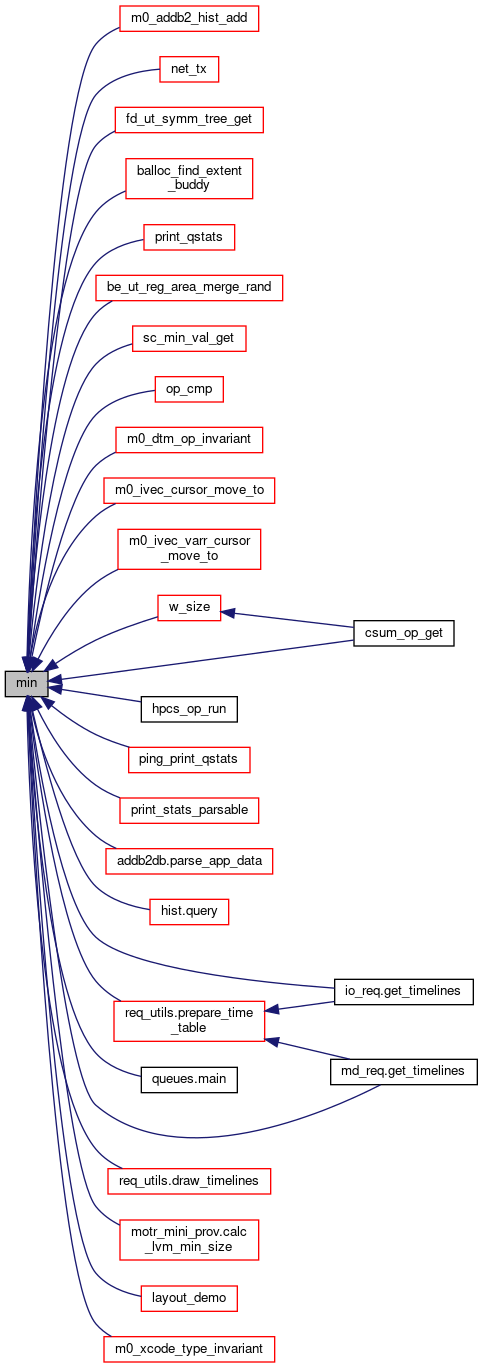 m0_addb2_hist_add
net_tx
fd_ut_symm_tree_get
balloc_find_extent
_buddy
print_qstats
be_ut_reg_area_merge_rand
sc_min_val_get
op_cmp
m0_dtm_op_invariant
m0_ivec_cursor_move_to
m0_ivec_varr_cursor
_move_to
w_size
csum_op_get
min
hpcs_op_run
ping_print_qstats
print_stats_parsable
addb2db.parse_app_data
hist.query
io_req.get_timelines
req_utils.prepare_time
_table
md_req.get_timelines
queues.main
req_utils.draw_timelines
motr_mini_prov.calc
_lvm_min_size
layout_demo
m0_xcode_type_invariant